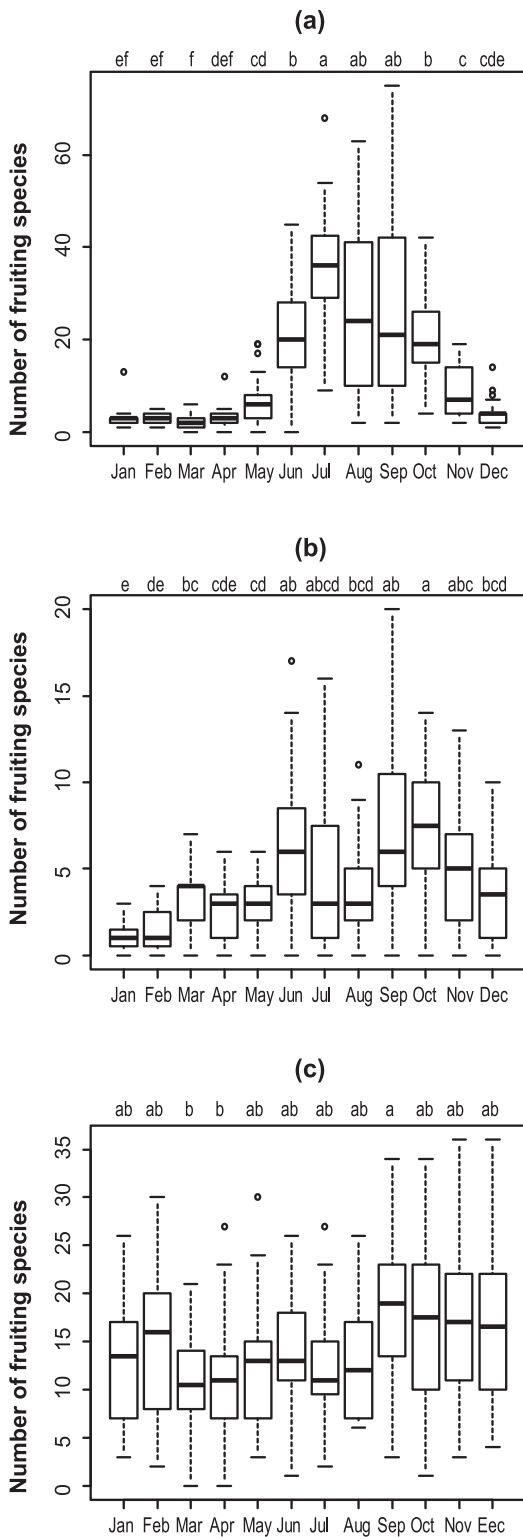 (a)
ef ef f def cd b a ab ab b c cde
Number of fruiting species
60
40
20
0
Jan Feb Mar Apr May Jun Jul Aug Sep Oct Nov Dec
(b)
e de bc cde cd ab abcd bcd ab a abc bcd
Number of fruiting species
20
15
10
5
0
Jan Feb Mar Apr May Jun Jul Aug Sep Oct Nov Dec
(c)
ab ab b b ab ab ab ab a ab ab ab
Number of fruiting species
35
30
25
20
15
10
5
0
Jan Feb Mar Apr May Jun Jul Aug Sep Oct Nov Eec